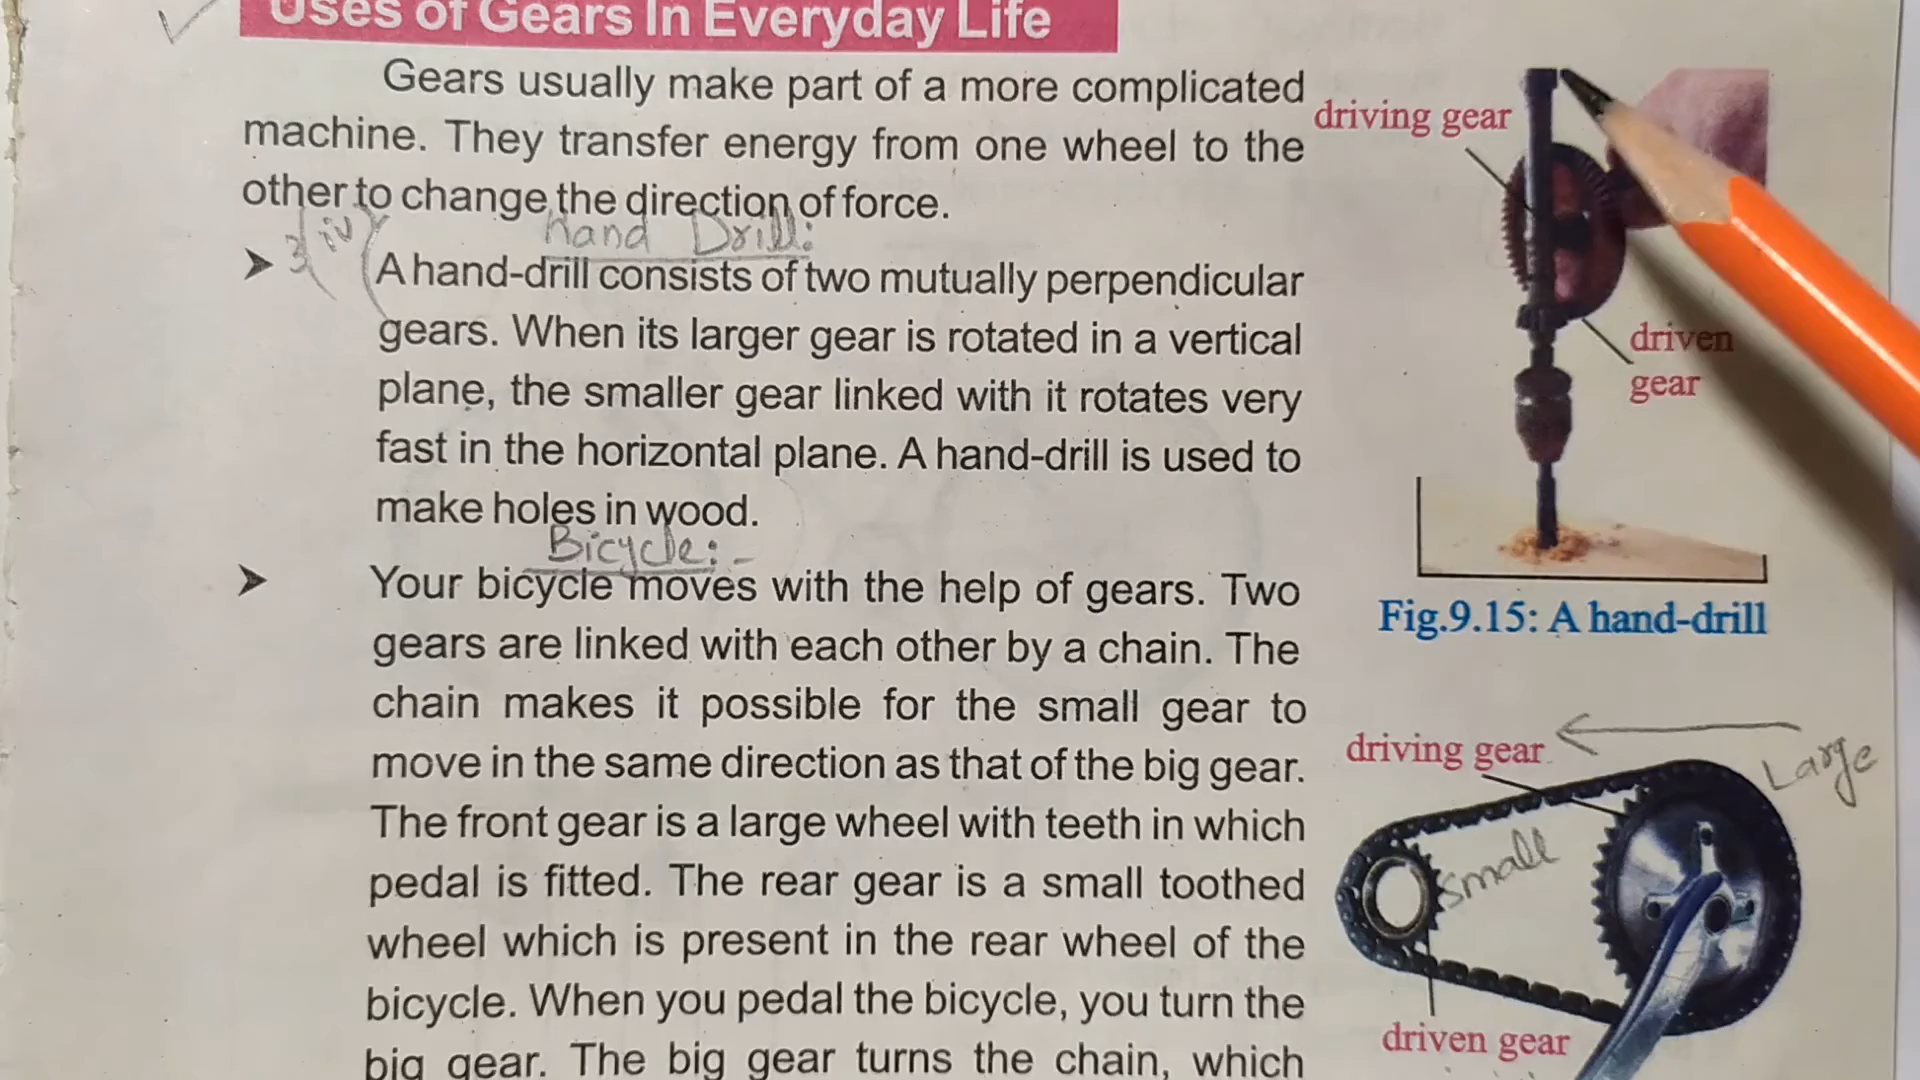 Uses of Gears In Everyday Life
Gears usually make part of a more complicated
machine. They transfer energy from one wheel to the
other to change the direction of force.
3(iv)
Hand Drill:
A hand-drill consists of two mutually perpendicular
gears. When its larger gear is rotated in a vertical
plane, the smaller gear linked with it rotates very
fast in the horizontal plane. A hand-drill is used to
make holes in wood.
Bicycle:-
Your bicycle moves with the help of gears. Two
gears are linked with each other by a chain. The
chain makes it possible for the small gear to
move in the same direction as that of the big gear.
The front gear is a large wheel with teeth in which
pedal is fitted. The rear gear is a small toothed
wheel which is present in the rear wheel of the
bicycle. When you pedal the bicycle, you turn the
big gear. The big gear turns the chain, which
driving gear
driven
gear
Fig.9.15: A hand-drill
driving gear
Large
Small
driven gear